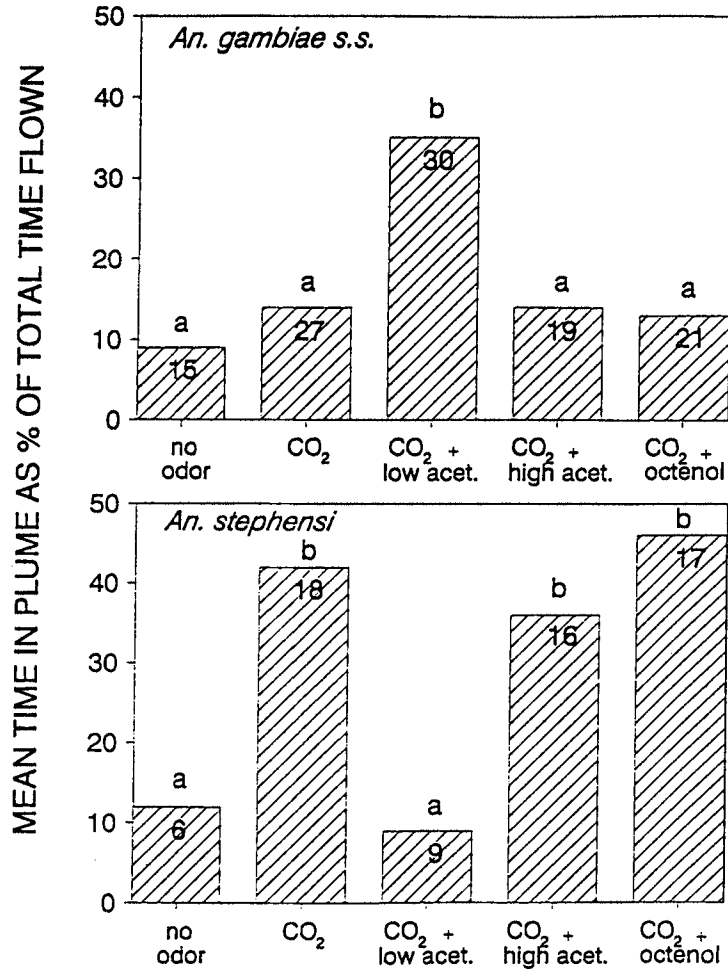 MEAN TIME IN PLUME AS % OF TOTAL TIME FLOWN
50
40
30
20
10
0
An. gambiae s.s.
a
15
a
27
b
30
a
19
a
21
no
odor
CO₂
CO₂ +
low acet.
CO₂ +
high acet.
CO₂ +
octenol
50
40
30
20
10
0
An. stephensi
a
6
b
18
a
9
b
16
b
17
no
odor
CO₂
CO₂ +
low acet.
CO₂ +
high acet.
CO₂ +
octenol